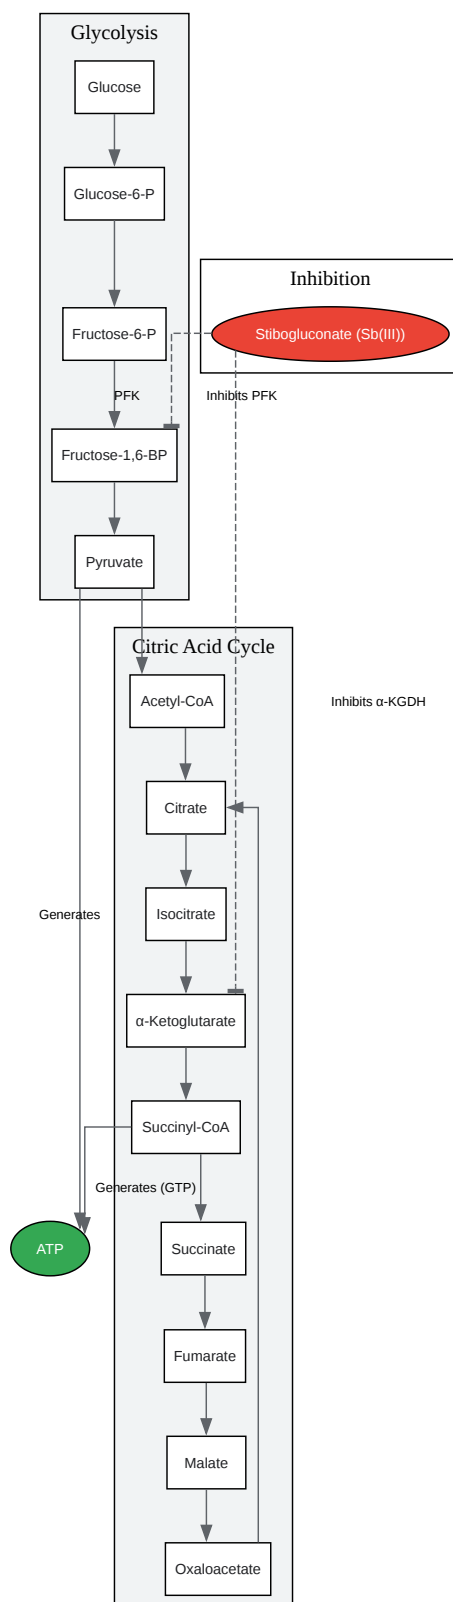 Glycolysis
Glucose
Glucose-6-P
Inhibition
Stibogluconate (Sb(III))
Fructose-6-P
PFK
Inhibits PFK
Fructose-1,6-BP
Pyruvate
Citric Acid Cycle
Acetyl-CoA
Inhibits α-KGDH
Citrate
Generates
Isocitrate
α-Ketoglutarate
Succinyl-CoA
Generates (GTP)
ATP
Succinate
Fumarate
Malate
Oxaloacetate